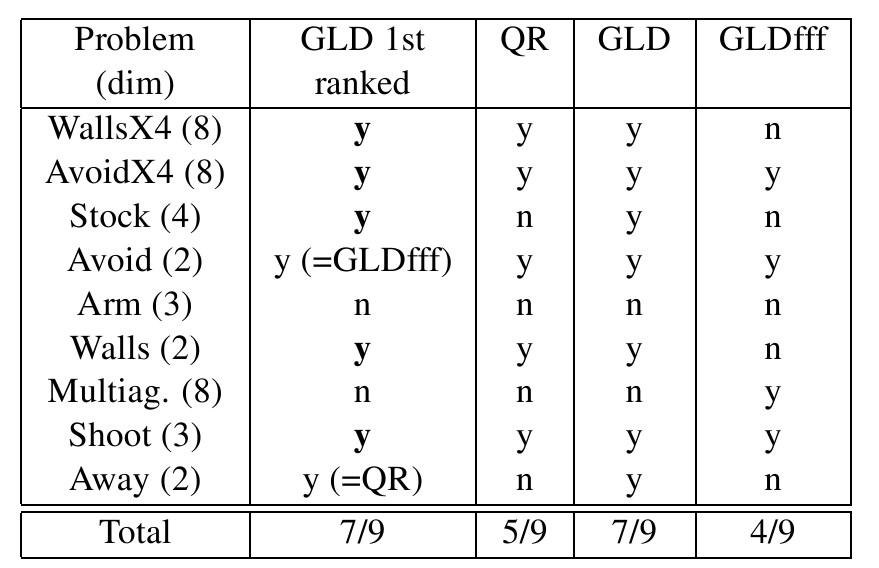 Problem GLD 1st QR GLD GLDfff
(dim) ranked
WallsX4 (8) y y y n
AvoidX4 (8) y y y y
Stock (4) y n y n
Avoid (2) y (=GLDfff) y y y
Arm (3) n n n n
Walls (2) y y y n
Multiag. (8) n n n y
Shoot (3) y y y y
Away (2) y (=QR) n y n
Total 7/9 5/9 7/9 4/9